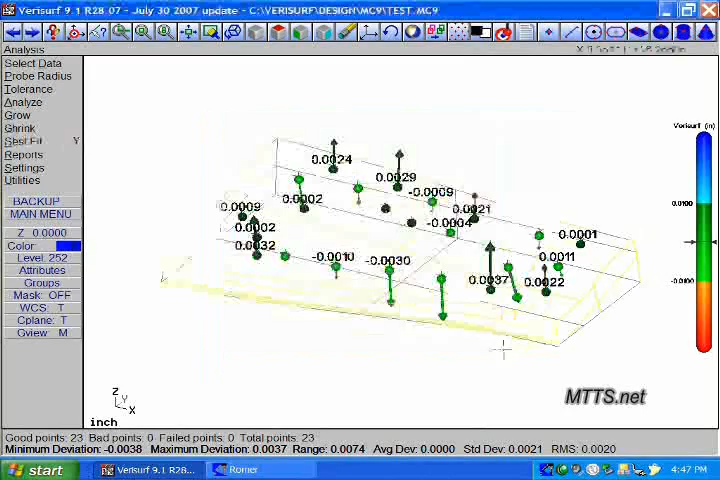 Verisurf 9.1 R28 07 - July 30 2007 update - C:\VERISURF\DESIGN\MC9\TEST.MC9
Analysis
Select Data
Probe Radius
Tolerance
Analyze
Grow
Shrink
Best Fit Y
Reports
Settings
Utilities
BACKUP
MAIN MENU
Z 0.0000
Color:
Level: 252
Attributes
Groups
Mask: OFF
WCS: T
Cplane: T
Gview: M
Verisurf (in)
0.0100
-0.0100
0.0024
0.0029
-0.0009
0.0002
0.0009
0.0021
-0.0004
0.0002
0.0001
0.0032
-0.0010
-0.0030
0.0011
0.0037
0.0022
Z
Y
X
inch
MTTS.net
Good points: 23 Bad points: 0 Failed points: 0 Total points: 23
Minimum Deviation: -0.0038 Maximum Deviation: 0.0037 Range: 0.0074 Avg Dev: 0.0000 Std Dev: 0.0021 RMS: 0.0020
start
Verisurf 9.1 R28...
Romer
4:47 PM